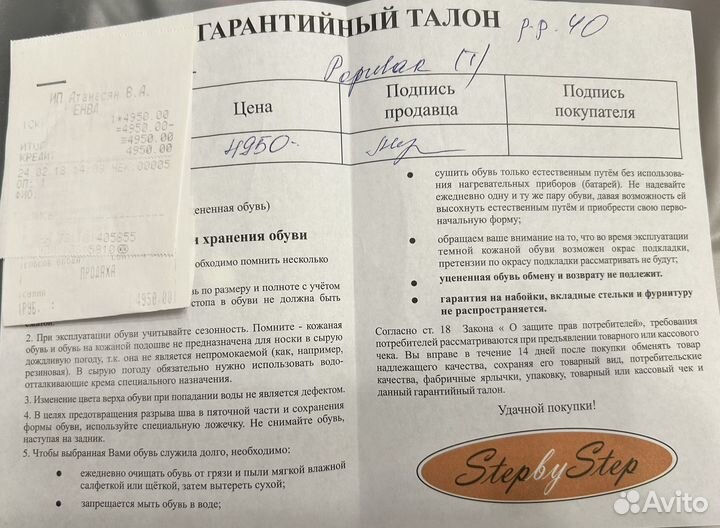 ГАРАНТИЙНЫЙ ТАЛОН р-р. 40
Цена
Подпись продавца
Подпись покупателя
4950-
ИП Атанесян В.А.
ЕНВД
1*4950.00
=4950.00
ИТОГ =4950.00
КРЕДИ 4950.00
ЧЕК 00005
ПРОДАЖА
4950.00
ененная обувь)
и хранения обуви
обходимо помнить несколько
ь по размеру и полноте с учётом
стопа в обуви не должна быть
2. При эксплуатации обуви учитывайте сезонность. Помните - кожаная
обувь и обувь на кожаной подошве не предназначена для носки в сырую
дождливую погоду, т.к. она не является непромокаемой (как, например,
резиновая). В сырую погоду обязательно нужно использовать водо-
отталкивающие крема специального назначения.
3. Изменение цвета верха обуви при попадании воды не является дефектом.
4. В целях предотвращения разрыва шва в пяточной части и сохранения
формы обуви, используйте специальную ложечку. Не снимайте обувь,
наступая на задник.
5. Чтобы выбранная Вами обувь служила долго, необходимо:
• ежедневно очищать обувь от грязи и пыли мягкой влажной
салфеткой или щёткой, затем вытереть сухой;
• запрещается мыть обувь в воде;
• сушить обувь только естественным путём без использова-
ния нагревательных приборов (батарей). Не надевайте
ежедневно одну и ту же пару обуви, давая возможность ей
высохнуть естественным путём и приобрести свою перво-
начальную форму;
• обращаем ваше внимание на то, что во время эксплуатации
темной кожаной обуви возможен окрас подкладки,
претензии по окрасу подкладки рассматривать не будут;
• уцененная обувь обмену и возврату не подлежит.
• гарантия на набойки, вкладные стельки и фурнитуру
не распространяется.
Согласно ст. 18 Закона « О защите прав потребителей», требования
потребителей рассматриваются при предъявлении товарного или кассового
чека. Вы вправе в течение 14 дней после покупки обменять товар
надлежащего качества, сохраняя его товарный вид, потребительские
качества, фабричные ярлычки, упаковку, товарный или кассовый чек и
данный гарантийный талон.
Удачной покупки!
StepbyStep
Avito